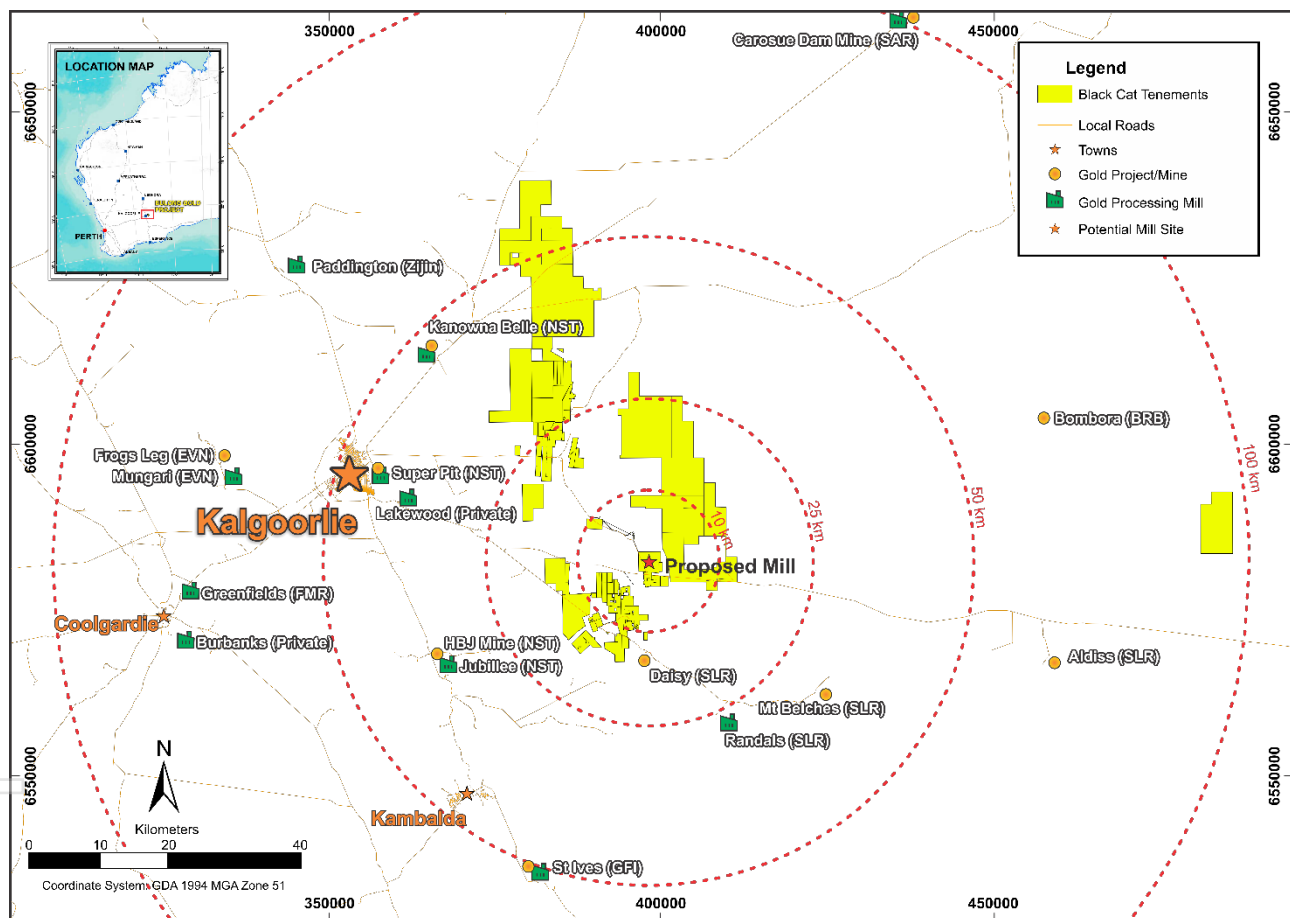 350000
400000
450000
Carosue Dam Mine (SAR)
LOCATION MAP
BULONG GOLD
PROJECT
PERTH
Legend
Black Cat Tenements
Local Roads
Towns
Gold Project/Mine
Gold Processing Mill
Potential Mill Site
6650000
6650000
Paddington (Zijin)
Kanowna Belle (NST)
Bombora (BRB)
6600000
6600000
Frogs Leg (EVN)
Mungari (EVN)
Super Pit (NST)
Lakewood (Private)
Kalgoorlie
10 km
25 km
50 km
100 km
Proposed Mill
Greenfields (FMR)
Coolgardie
Burbanks (Private)
HBJ Mine (NST)
Jubillee (NST)
Daisy (SLR)
Aldiss (SLR)
Mt Belches (SLR)
Randals (SLR)
6550000
6550000
N
Kambalda
Kilometers
0 10 20 40
St Ives (GFI)
Coordinate System: GDA 1994 MGA Zone 51
350000
400000
450000